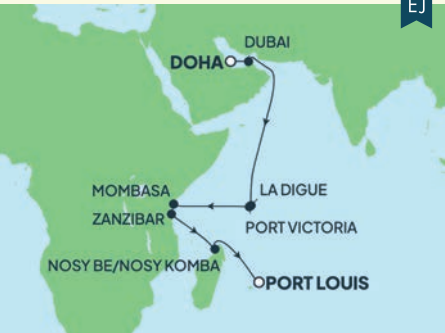 EJ
DUBAI
DOHA
MOMBASA
LA DIGUE
ZANZIBAR
PORT VICTORIA
NOSY BE/NOSY KOMBA
PORT LOUIS